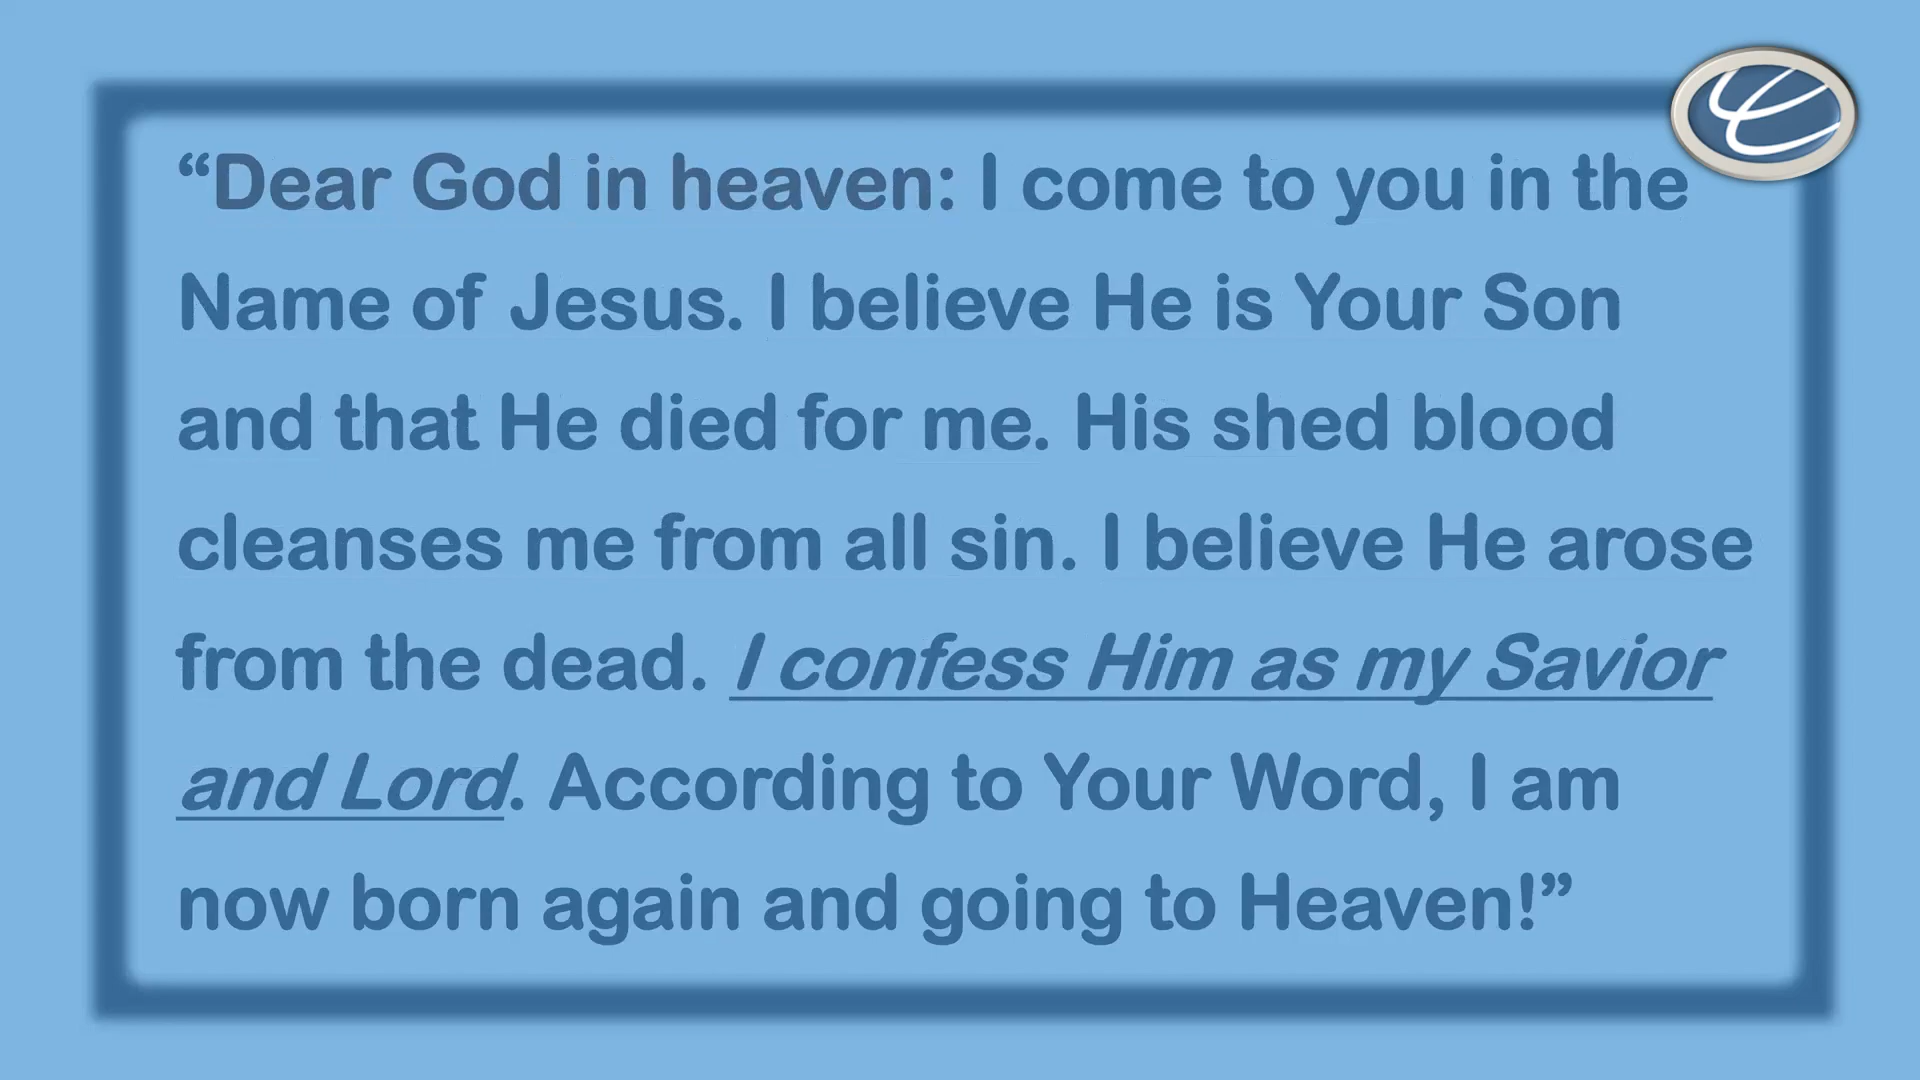 “Dear God in heaven: I come to you in the
Name of Jesus. I believe He is Your Son
and that He died for me. His shed blood
cleanses me from all sin. I believe He arose
from the dead. I confess Him as my Savior
and Lord. According to Your Word, I am
now born again and going to Heaven!”